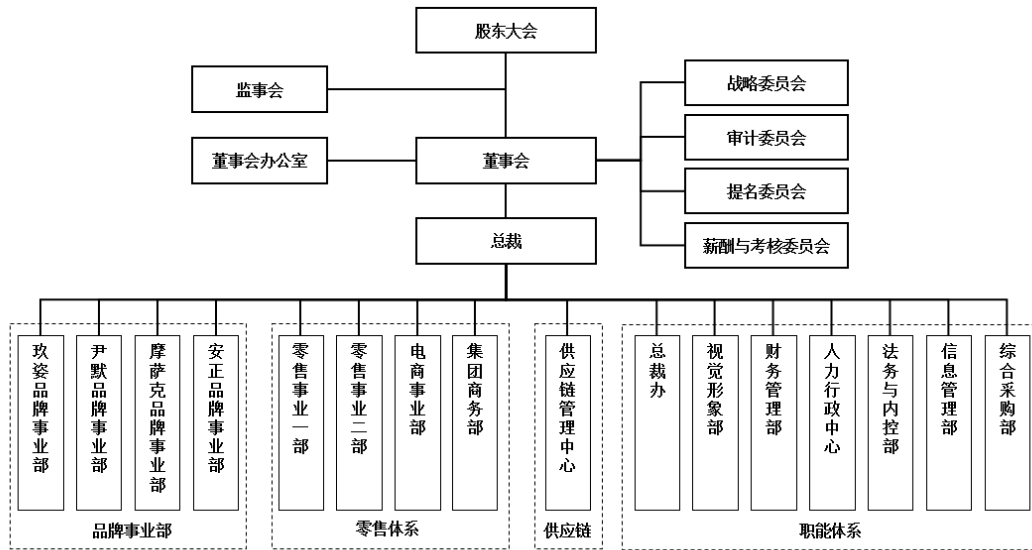 股东大会
监事会
战略委员会
审计委员会
董事会办公室
董事会
提名委员会
总裁
薪酬与考核委员会
玖姿品牌事业部
尹默品牌事业部
摩萨克品牌事业部
安正品牌事业部
零售事业一部
零售事业二部
电商事业部
集团商务部
供应链管理中心
总裁办
视觉形象部
财务管理部
人力行政中心
法务与内控部
信息管理部
综合采购部
品牌事业部
零售体系
供应链
职能体系